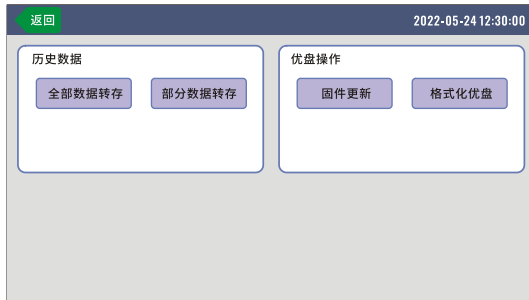 返回
2022-05-24 12:30:00
历史数据
全部数据转存
部分数据转存
优盘操作
固件更新
格式化优盘